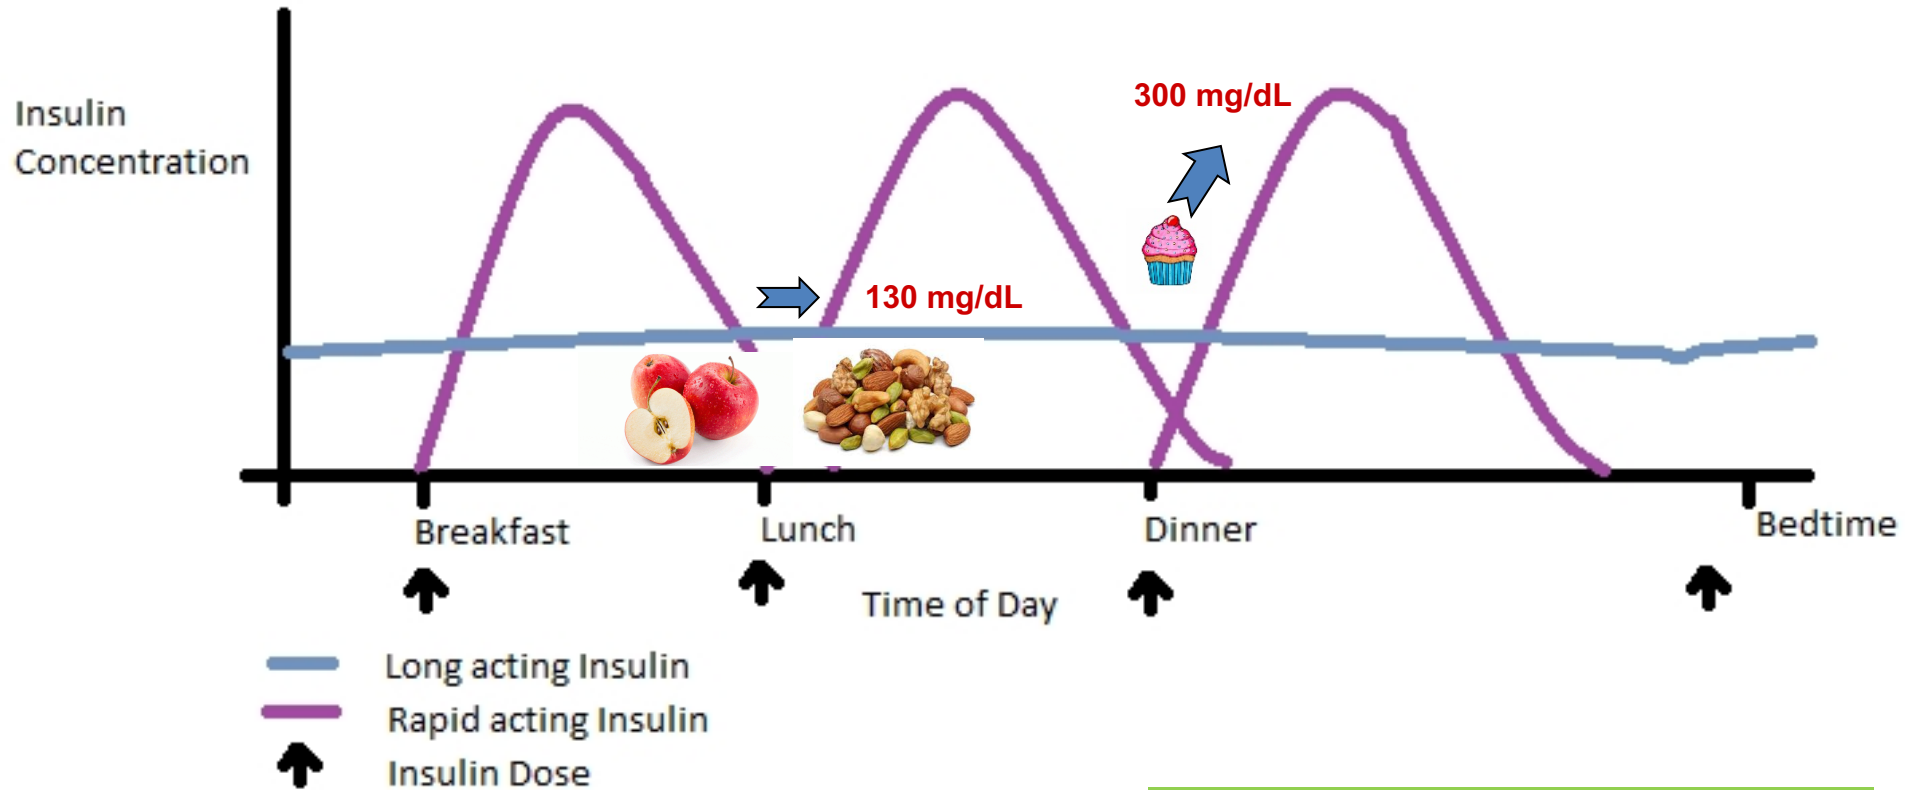 Insulin
Concentration
300 mg/dL
130 mg/dL
Breakfast
Lunch
Dinner
Bedtime
Time of Day
Long acting Insulin
Rapid acting Insulin
Insulin Dose